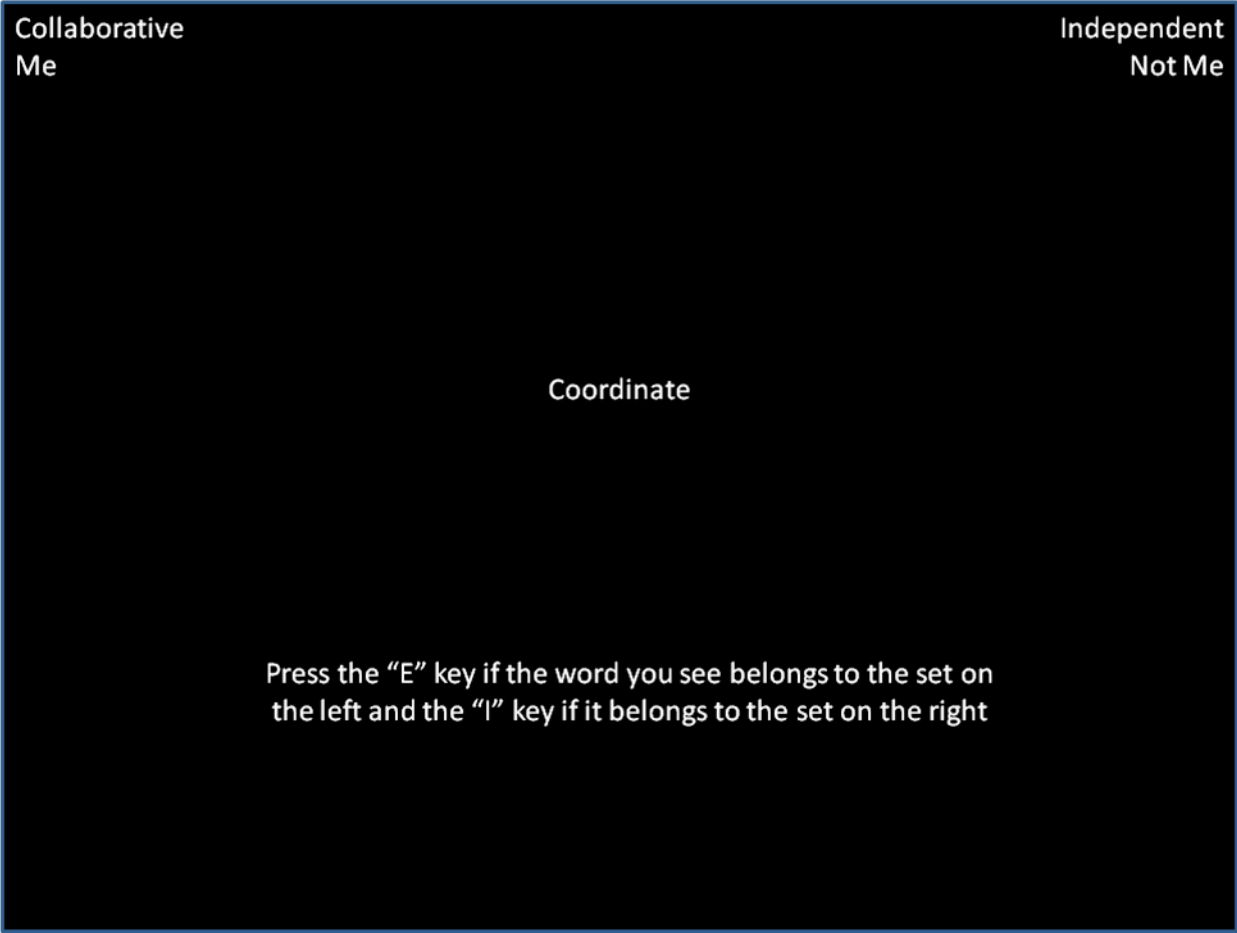 Collaborative
Me
Independent
Not Me
Coordinate
Press the “E” key if the word you see belongs to the set on
the left and the “I” key if it belongs to the set on the right